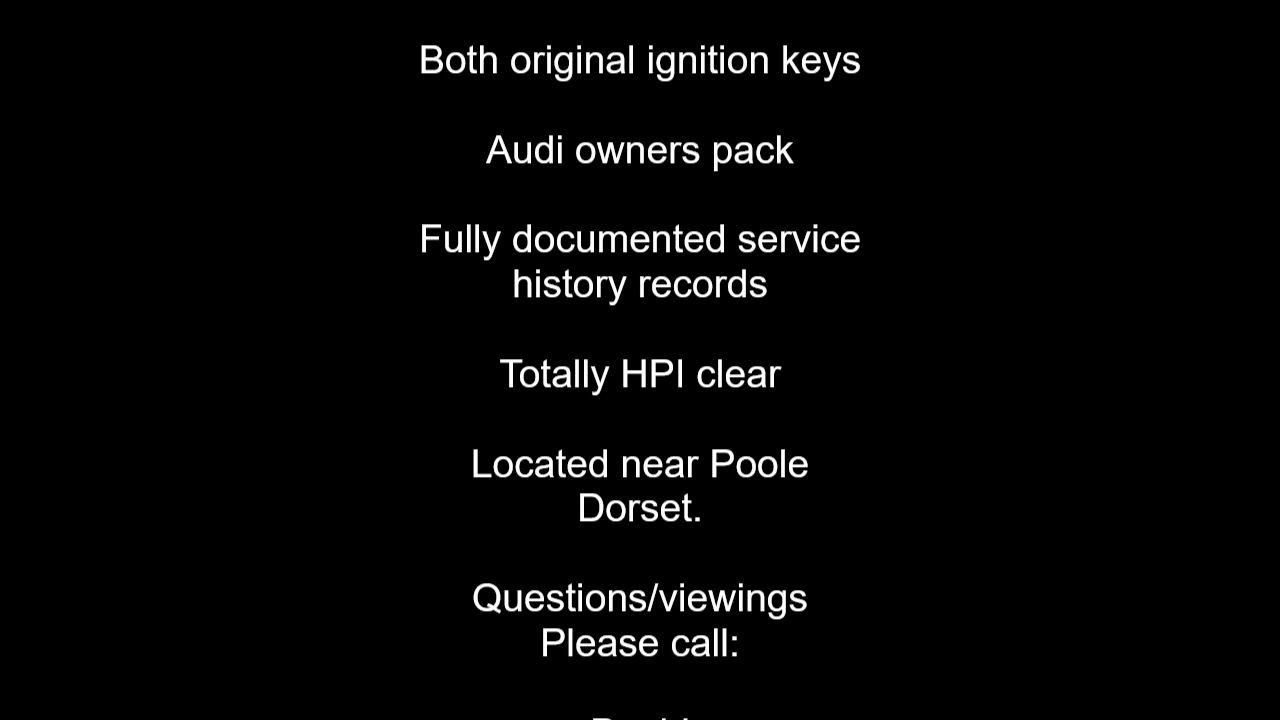 Both original ignition keys
Audi owners pack
Fully documented service
history records
Totally HPI clear
Located near Poole
Dorset.
Questions/viewings
Please call: